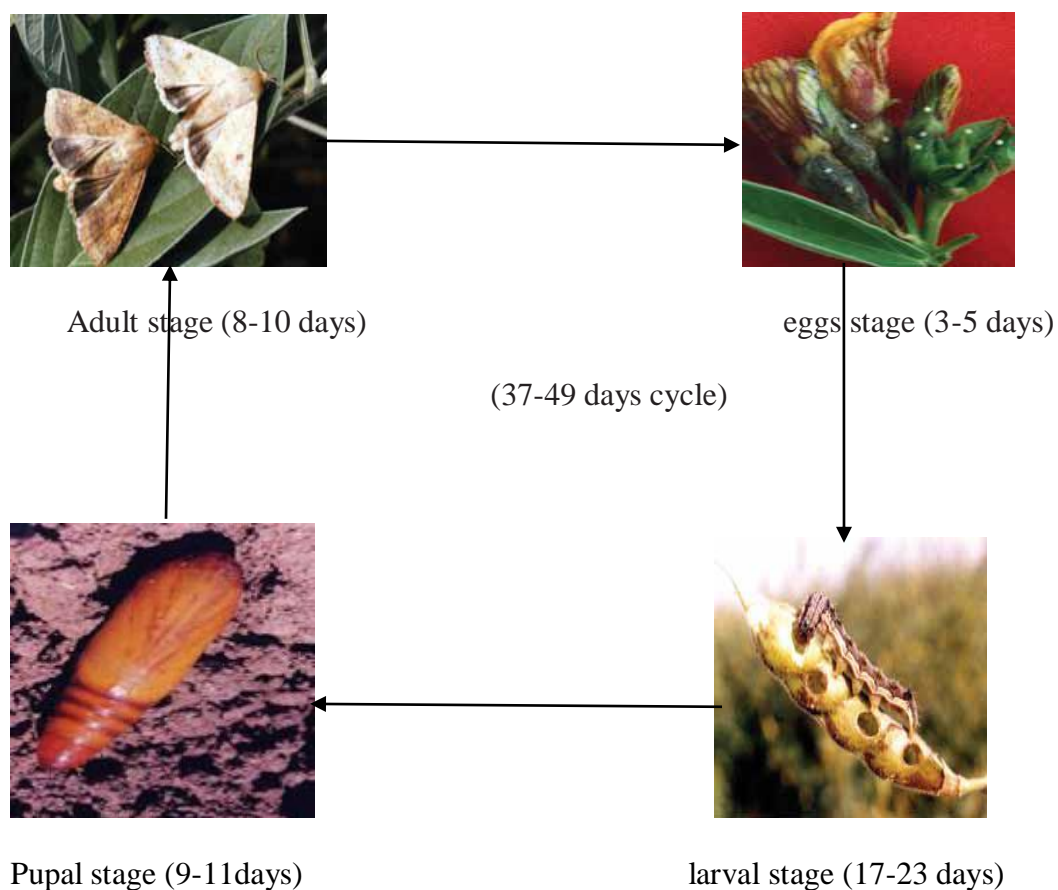 Adult stage (8-10 days)
eggs stage (3-5 days)
(37-49 days cycle)
Pupal stage (9-11days)
larval stage (17-23 days)